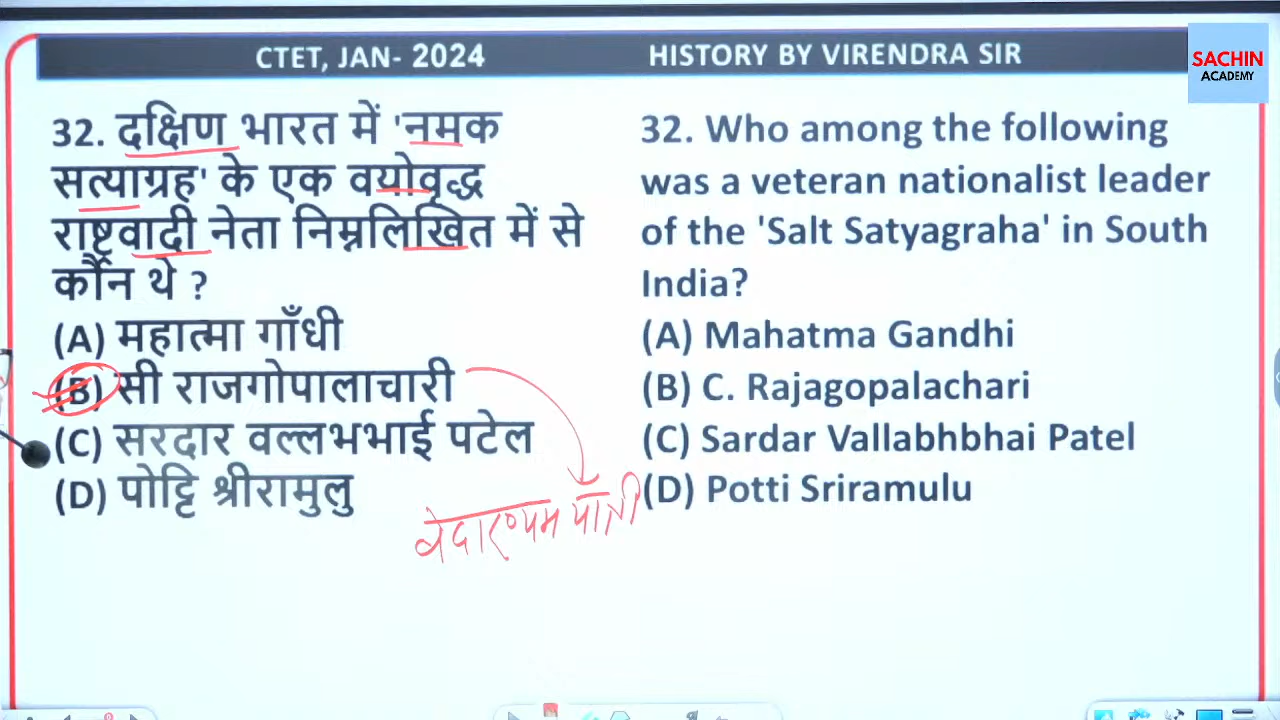 CTET, JAN- 2024
HISTORY BY VIRENDRA SIR
SACHIN
ACADEMY
32. दक्षिण भारत में 'नमक
सत्याग्रह' के एक वयोवृद्ध
राष्ट्रवादी नेता निम्नलिखित में से
कौन थे ?
(A) महात्मा गाँधी
(B) सी राजगोपालाचारी
(C) सरदार वल्लभभाई पटेल
(D) पोट्टि श्रीरामुलु
वेदारण्यम
32. Who among the following
was a veteran nationalist leader
of the 'Salt Satyagraha' in South
India?
(A) Mahatma Gandhi
(B) C. Rajagopalachari
(C) Sardar Vallabhbhai Patel
(D) Potti Sriramulu